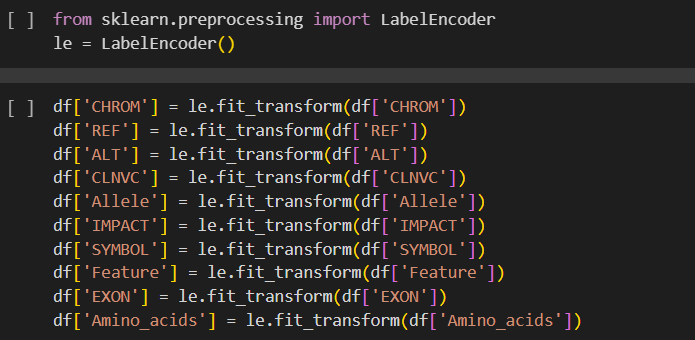 [ ] from sklearn.preprocessing import LabelEncoder
le = LabelEncoder()
[ ] df['CHROM'] = le.fit_transform(df['CHROM'])
df['REF'] = le.fit_transform(df['REF'])
df['ALT'] = le.fit_transform(df['ALT'])
df['CLNVC'] = le.fit_transform(df['CLNVC'])
df['Allele'] = le.fit_transform(df['Allele'])
df['IMPACT'] = le.fit_transform(df['IMPACT'])
df['SYMBOL'] = le.fit_transform(df['SYMBOL'])
df['Feature'] = le.fit_transform(df['Feature'])
df['EXON'] = le.fit_transform(df['EXON'])
df['Amino_acids'] = le.fit_transform(df['Amino_acids'])